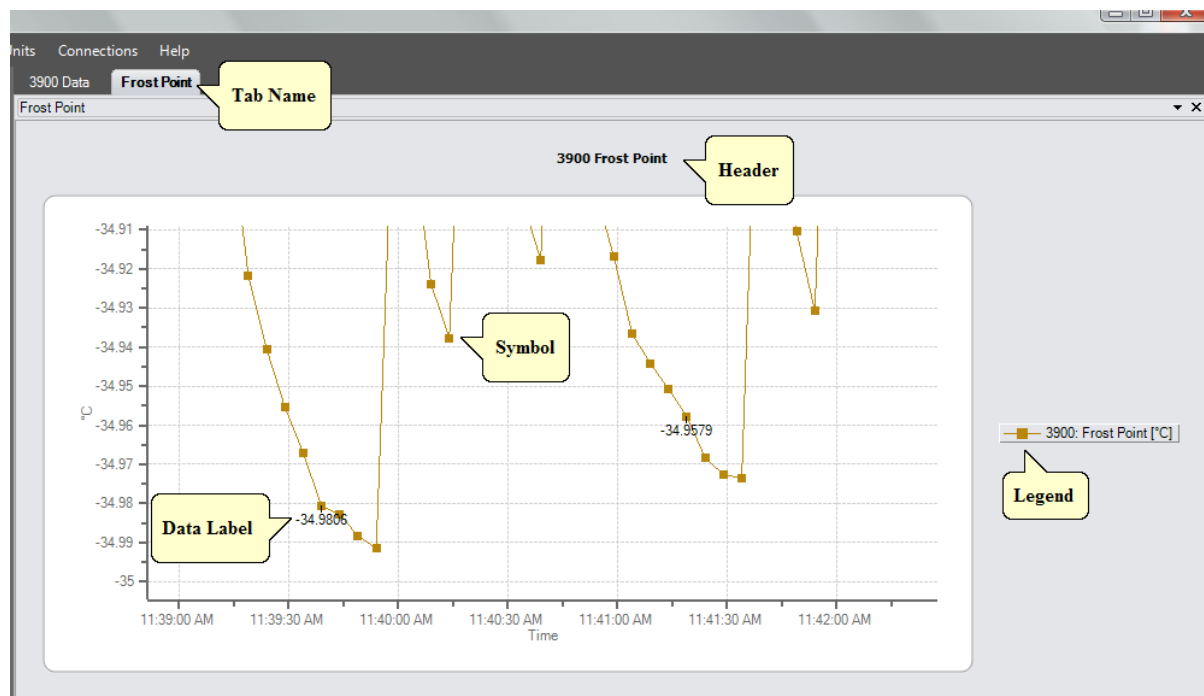 Units Connections Help
3900 Data Frost Point
Tab Name
Frost Point
3900 Frost Point
Header
-34.91
-34.92
-34.93
-34.94
Symbol
-34.95
°C
-34.96
-34.9579
3900: Frost Point [°C]
-34.97
-34.98
Legend
Data Label
-34.9806
-34.99
-35
11:39:00 AM 11:39:30 AM 11:40:00 AM 11:40:30 AM 11:41:00 AM 11:41:30 AM 11:42:00 AM
Time